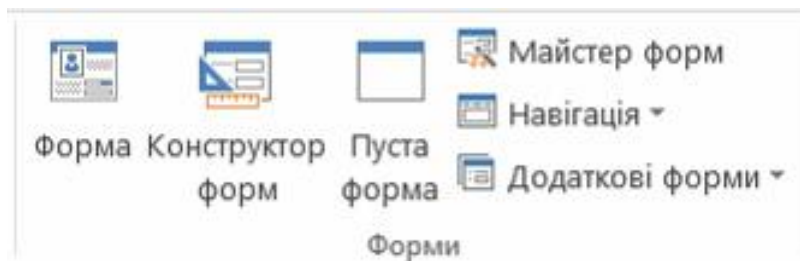 Форма
Конструктор
форм
Пуста
форма
Майстер форм
Навігація
Додаткові форми
Форми